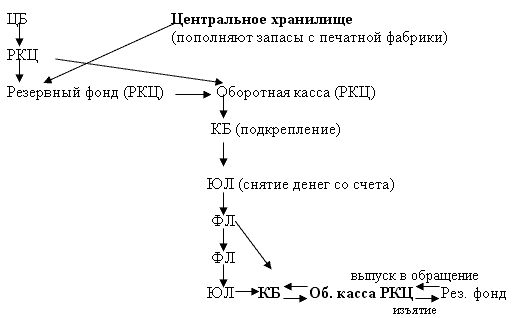 ЦБ
Центральное хранилище
(пополняют запасы с печатной фабрики)
РКЦ
Резервный фонд (РКЦ)
Оборотная касса (РКЦ)
КБ (подкрепление)
ЮЛ (снятие денег со счета)
ФЛ
ФЛ
выпуск в обращение
ЮЛ КБ Об. касса РКЦ Рез. фонд
изъятие